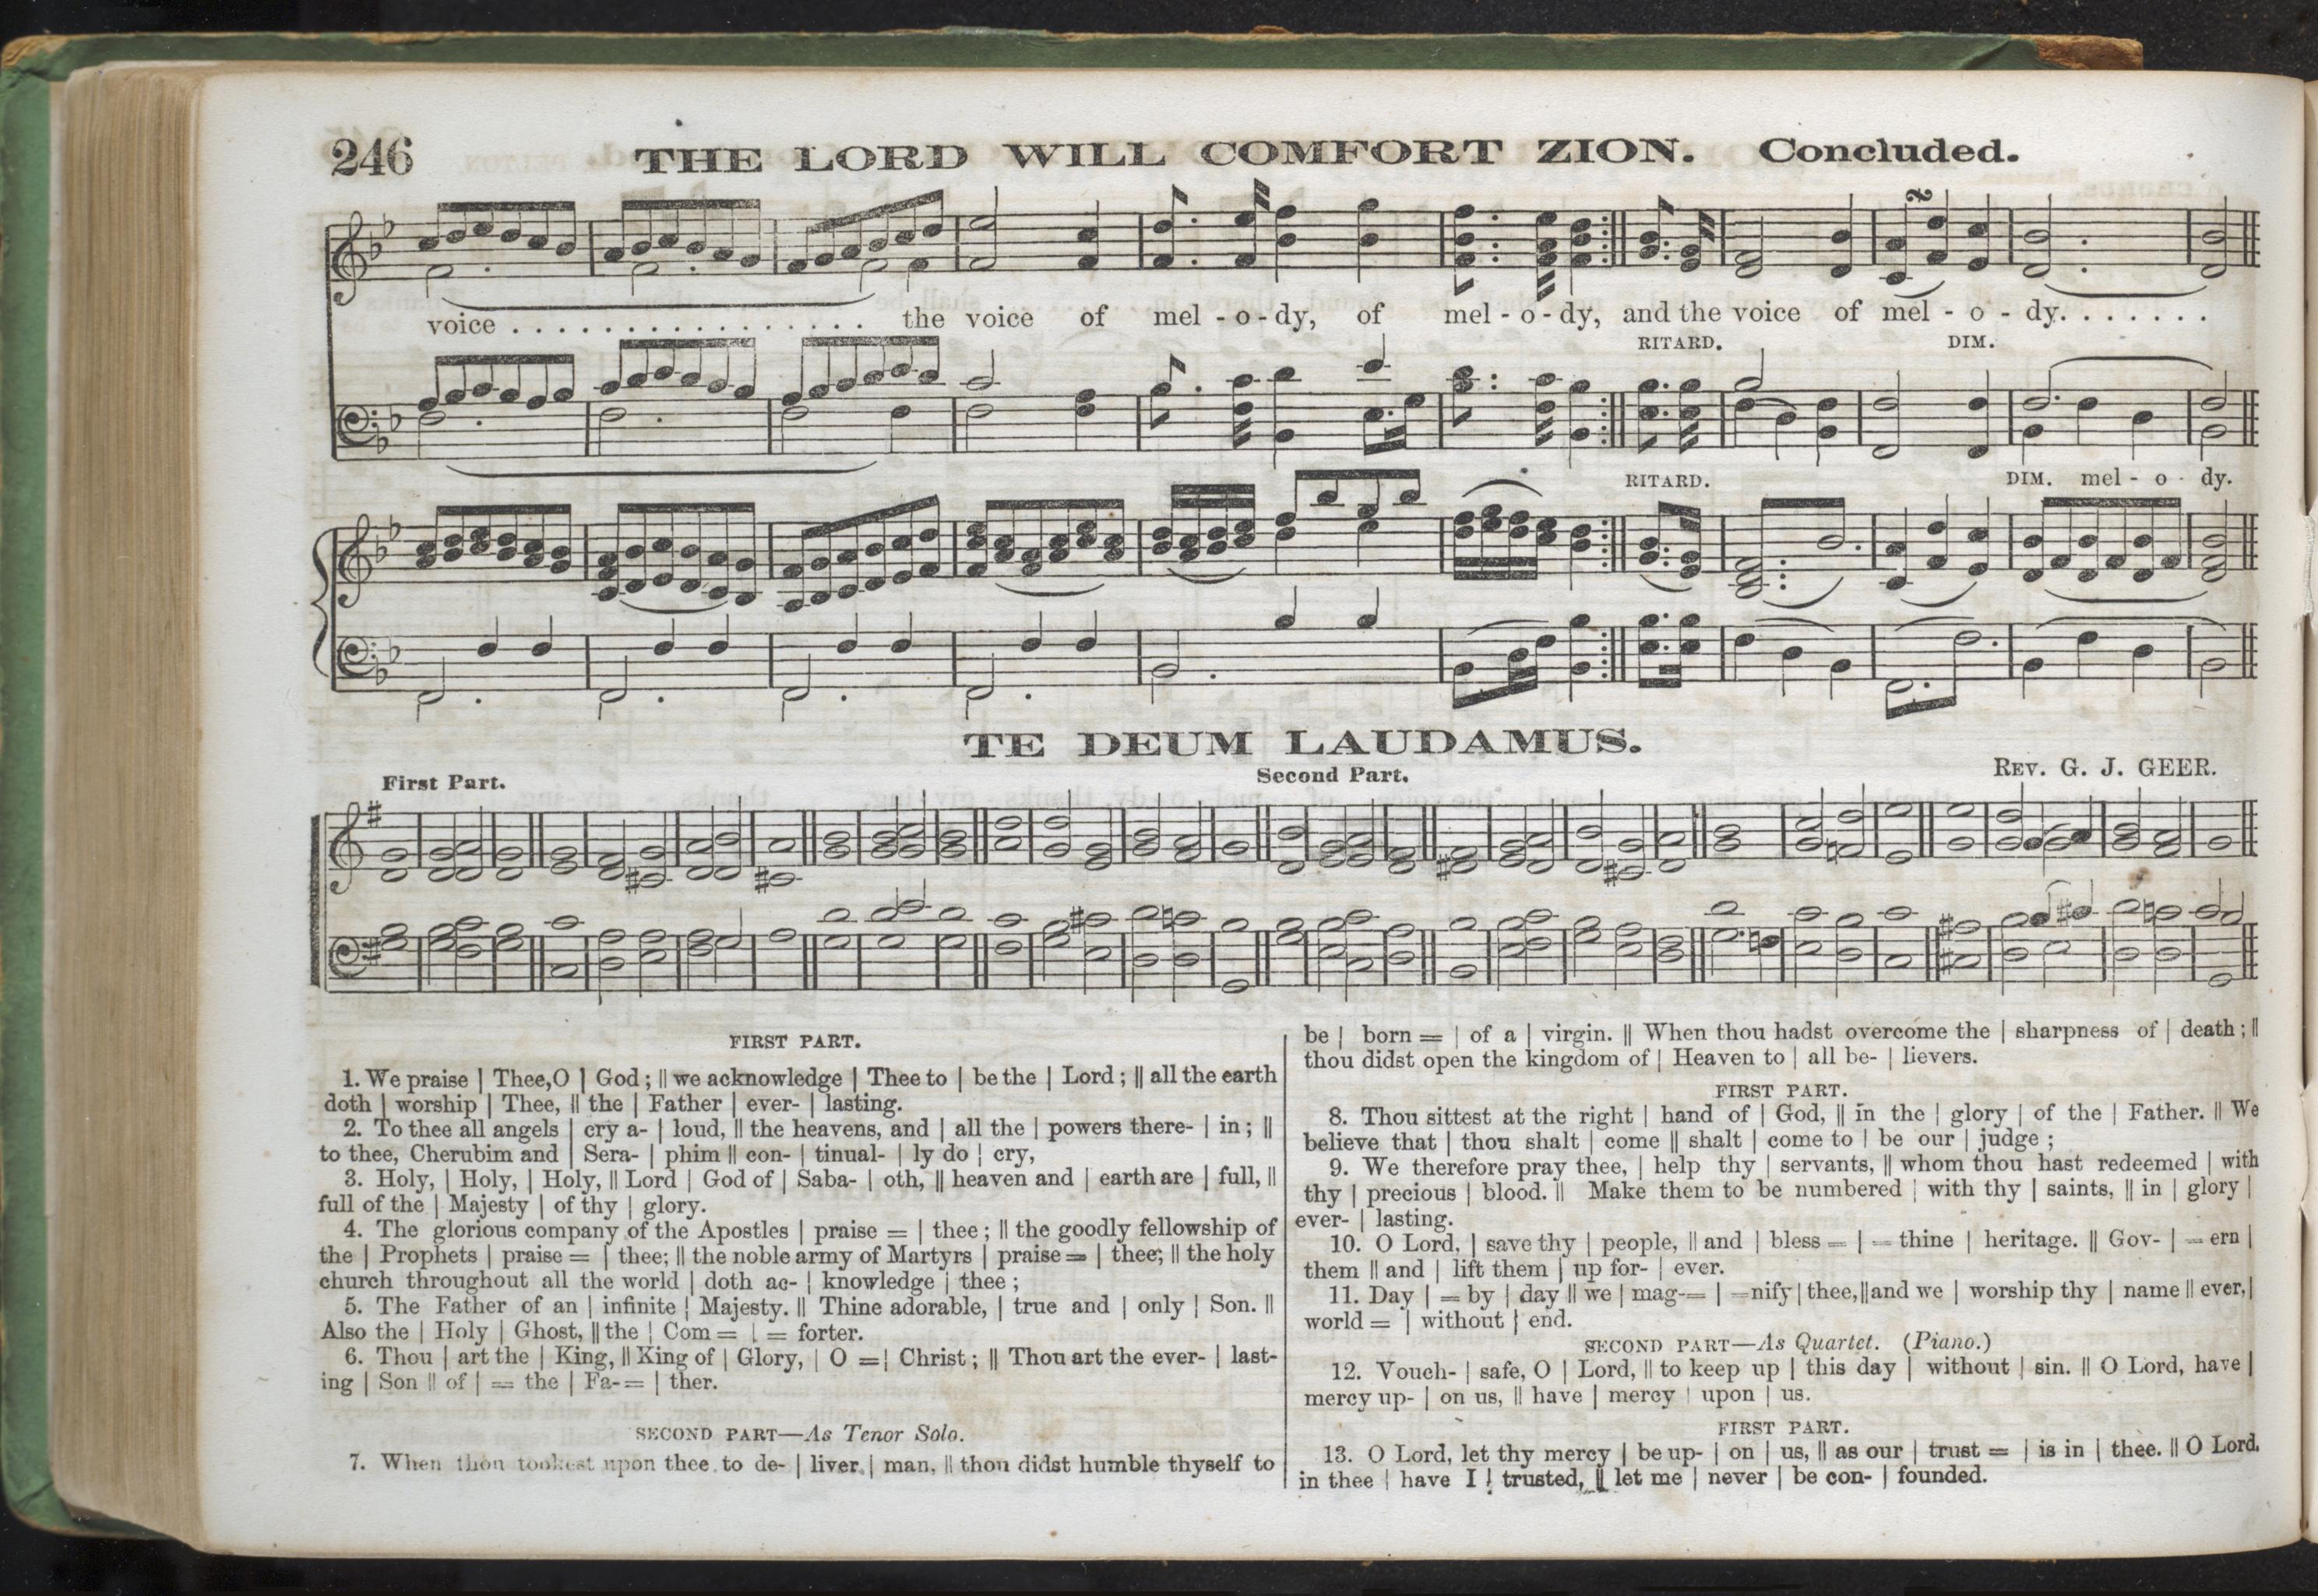 246 THE LORD WILL COMFORT ZION. Concluded.
voice . . . . . . . . . . . . . . . . . the voice of mel - o - dy, of mel - o - dy, and the voice of mel - o - dy. . . . . . .
RITARD. DIM.
RITARD. DIM. mel - o - dy.
TE DEUM LAUDAMUS.
First Part. Second Part. REV. G. J. GEER.
FIRST PART.
1. We praise | Thee, O | God; || we acknowledge | Thee to | be the | Lord; || all the earth
doth | worship | Thee, || the | Father | ever- | lasting.
2. To thee all angels | cry a- | loud, || the heavens, and | all the | powers there- | in; ||
to thee, Cherubim and | Sera- | phim || con- | tinual- | ly do | cry,
3. Holy, | Holy, | Holy, || Lord | God of | Saba- | oth, || heaven and | earth are | full, ||
full of the | Majesty | of thy | glory.
4. The glorious company of the Apostles | praise = | thee; || the goodly fellowship of
the | Prophets | praise = | thee; || the noble army of Martyrs | praise = | thee; || the holy
church throughout all the world | doth ac- | knowledge | thee;
5. The Father of an | infinite | Majesty. || Thine adorable, | true and | only | Son. ||
Also the | Holy | Ghost, || the | Com = | = forter.
6. Thou | art the | King, || King of | Glory, | O = | Christ; || Thou art the ever- | last-
ing | Son || of | = the | Fa- = | ther.
SECOND PART—As Tenor Solo.
7. When thou tookest upon thee to de- | liver | man, || thou didst humble thyself to
be | born = | of a | virgin. || When thou hadst overcome the | sharpness of | death; ||
thou didst open the kingdom of | Heaven to | all be- | lievers.
FIRST PART.
8. Thou sittest at the right | hand of | God, || in the | glory | of the | Father. || We
believe that | thou shalt | come || shalt | come to | be our | judge;
9. We therefore pray thee, | help thy | servants, || whom thou hast redeemed | with
thy | precious | blood. || Make them to be numbered | with thy | saints, || in | glory |
ever- | lasting.
10. O Lord, | save thy | people, || and | bless = | = thine | heritage. || Gov- | = ern |
them || and | lift them | up for- | ever.
11. Day | = by | day || we | mag- = | = nify | thee, || and we | worship thy | name || ever, |
world = | without | end.
SECOND PART—As Quartet. (Piano.)
12. Vouch- | safe, O | Lord, || to keep up | this day | without | sin. || O Lord, have |
mercy up- | on us, || have | mercy | upon | us.
FIRST PART.
13. O Lord, let thy mercy | be up- | on | us, || as our | trust = | is in | thee. || O Lord,
in thee | have I | trusted, || let me | never | be con- | founded.